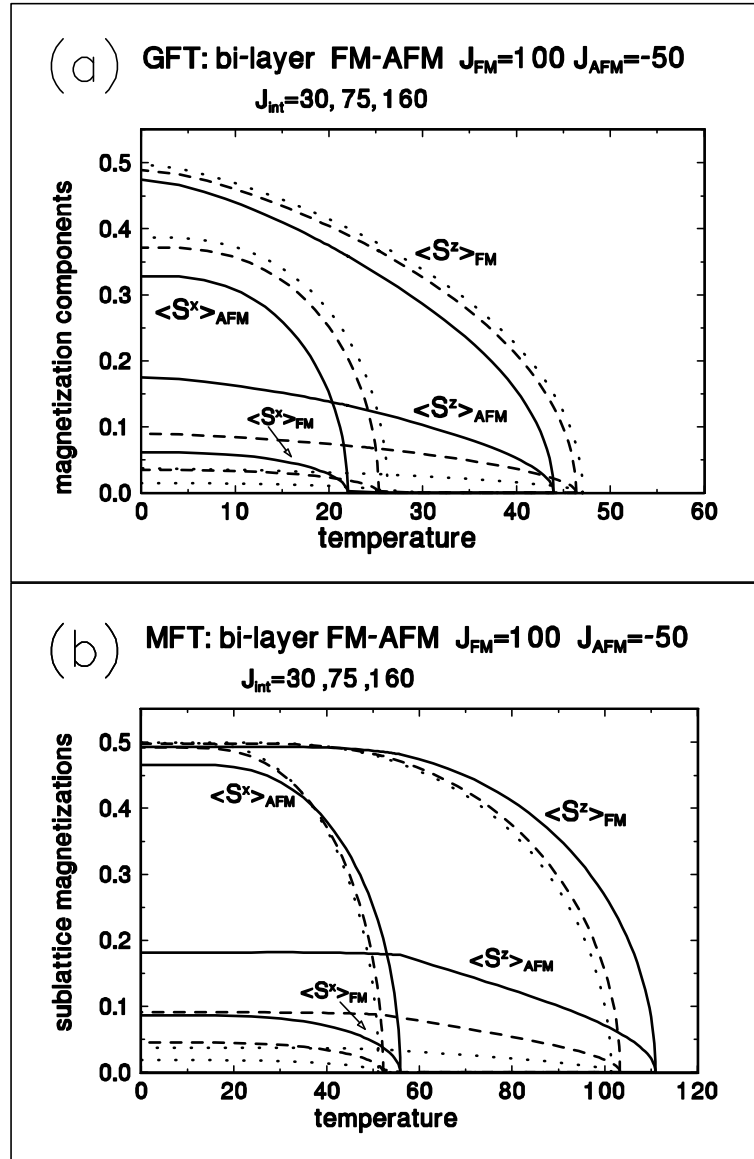 (a) GFT: bi-layer FM-AFM J_FM=100 J_AFM=-50
J_int=30, 75, 160
magnetization components
0.5
0.4
0.3
0.2
0.1
0.0
<S^z>_FM
<S^x>_AFM
<S^z>_AFM
<S^x>_FM
0 10 20 30 40 50 60
temperature
(b) MFT: bi-layer FM-AFM J_FM=100 J_AFM=-50
J_int=30 ,75 ,160
sublattice magnetizations
0.5
0.4
0.3
0.2
0.1
0.0
<S^x>_AFM
<S^z>_FM
<S^z>_AFM
<S^x>_FM
0 20 40 60 80 100 120
temperature